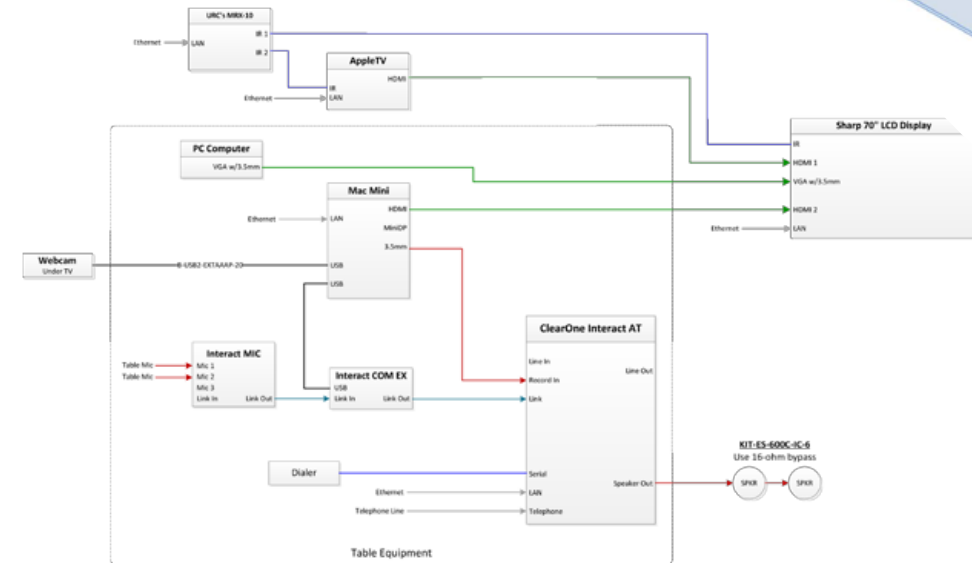 URC's MRX-10
IR 1
Ethernet
LAN
IR 2
AppleTV
HDMI
IR
Ethernet
LAN
Sharp 70" LCD Display
IR
HDMI 1
VGA w/3.5mm
HDMI 2
Ethernet
LAN
PC Computer
VGA w/3.5mm
Mac Mini
HDMI
Ethernet
LAN
MiniDP
3.5mm
USB
USB
Webcam
Under TV
ClearOne Interact AT
Line In
Line Out
Record In
Link
Serial
Speaker Out
LAN
Telephone
Interact MIC
Table Mic
Mic 1
Table Mic
Mic 2
Mic 3
Link In
Link Out
Interact COM EX
USB
Link In
Link Out
Dialer
Ethernet
Telephone Line
KIT-ES-600C-IC-6
Use 16-ohm bypass
SPKR
SPKR
Table Equipment